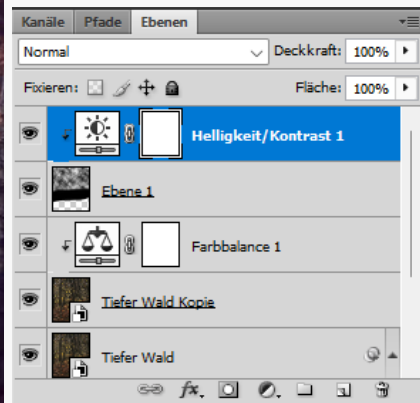 Kanäle Pfade Ebenen
Normal Deckkraft: 100%
Fixieren: Fläche: 100%
Helligkeit/Kontrast 1
Ebene 1
Farbbalance 1
Tiefer Wald Kopie
Tiefer Wald
fx.